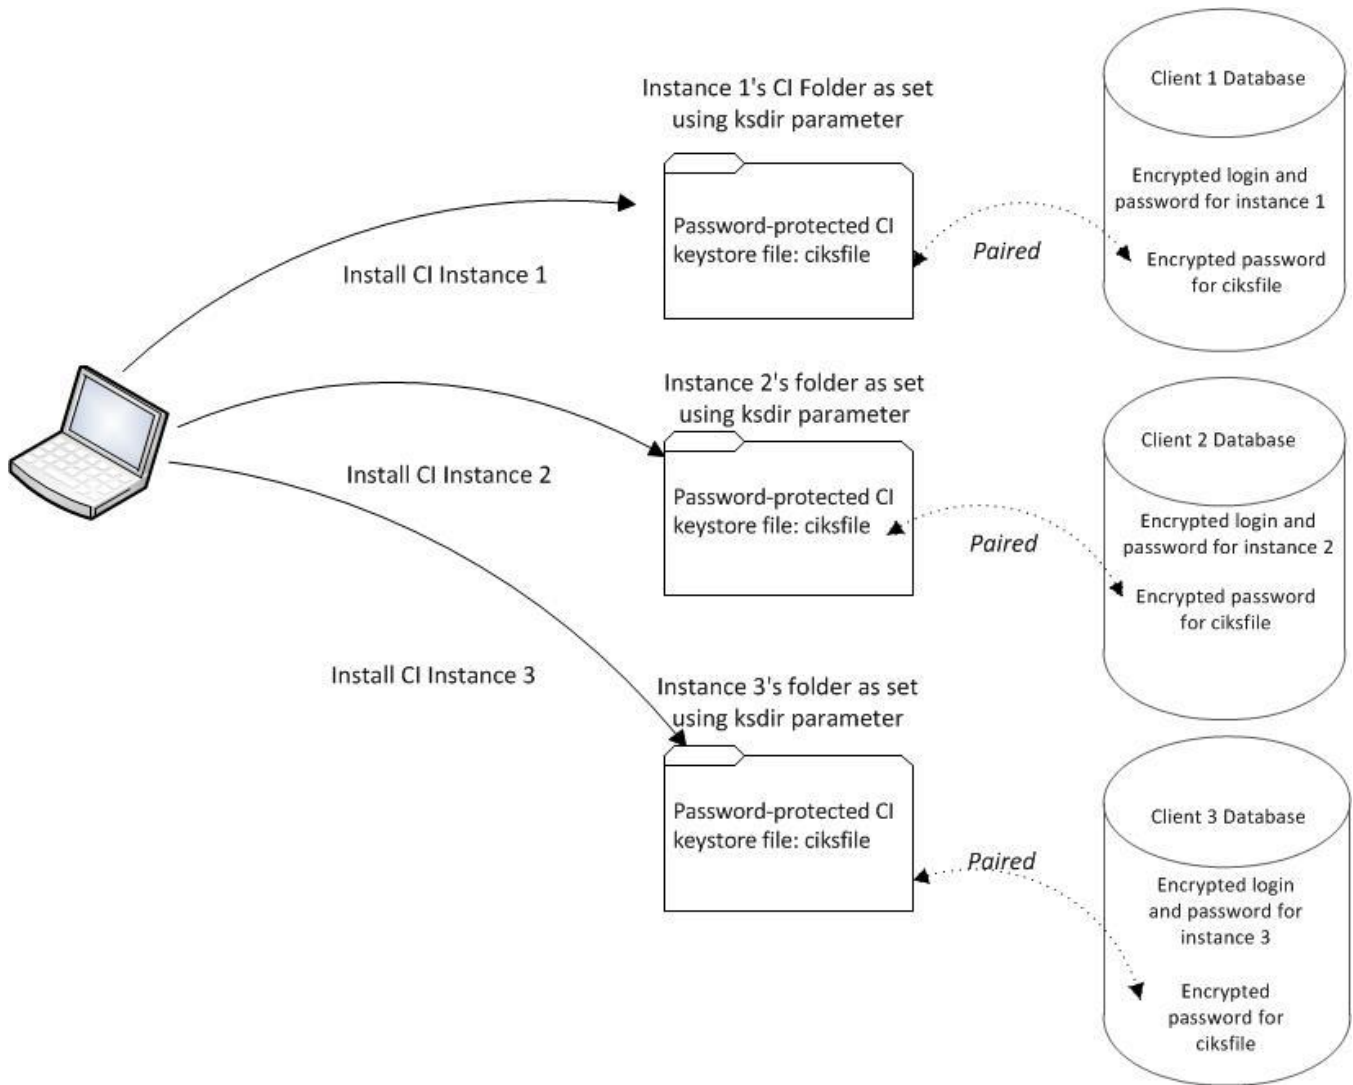 Instance 1's CI Folder as set
using ksdir parameter
Password-protected CI
keystore file: ciksfile
Install CI Instance 1
Paired
Client 1 Database
Encrypted login and
password for instance 1
Encrypted password
for ciksfile
Instance 2's folder as set
using ksdir parameter
Password-protected CI
keystore file: ciksfile
Install CI Instance 2
Paired
Client 2 Database
Encrypted login and
password for instance 2
Encrypted password
for ciksfile
Install CI Instance 3
Instance 3's folder as set
using ksdir parameter
Password-protected CI
keystore file: ciksfile
Paired
Client 3 Database
Encrypted login
and password for
instance 3
Encrypted
password for
ciksfile